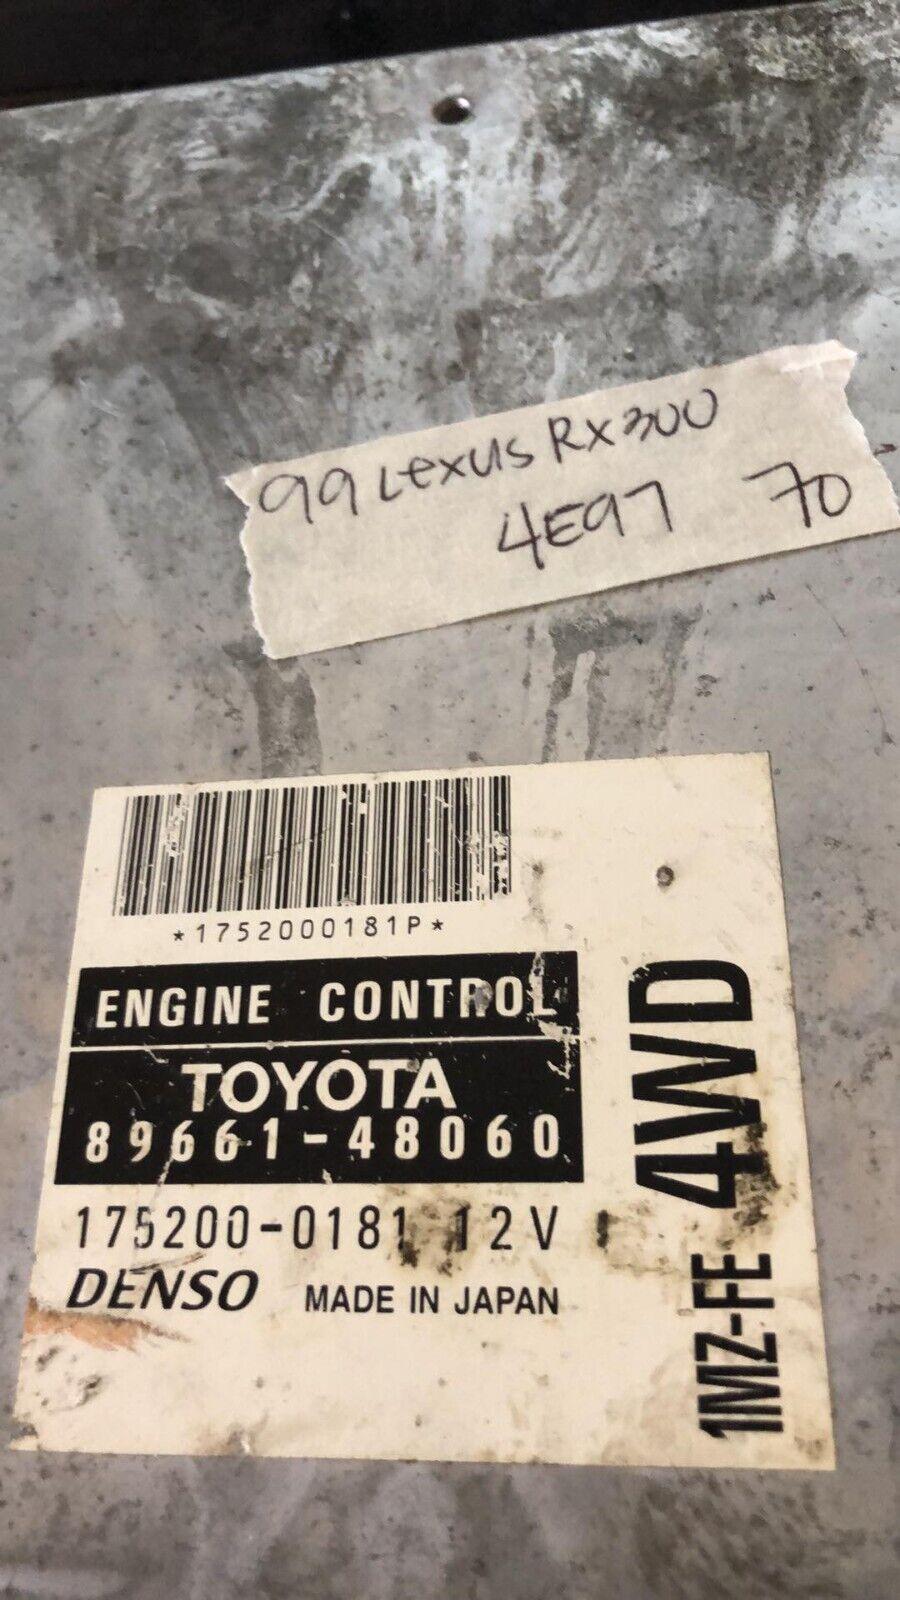 99 Lexus RX300
4E97 70
*1752000181P*
ENGINE CONTROL
TOYOTA
89661-48060
175200-0181 12V
DENSO MADE IN JAPAN
1MZ-FE 4WD